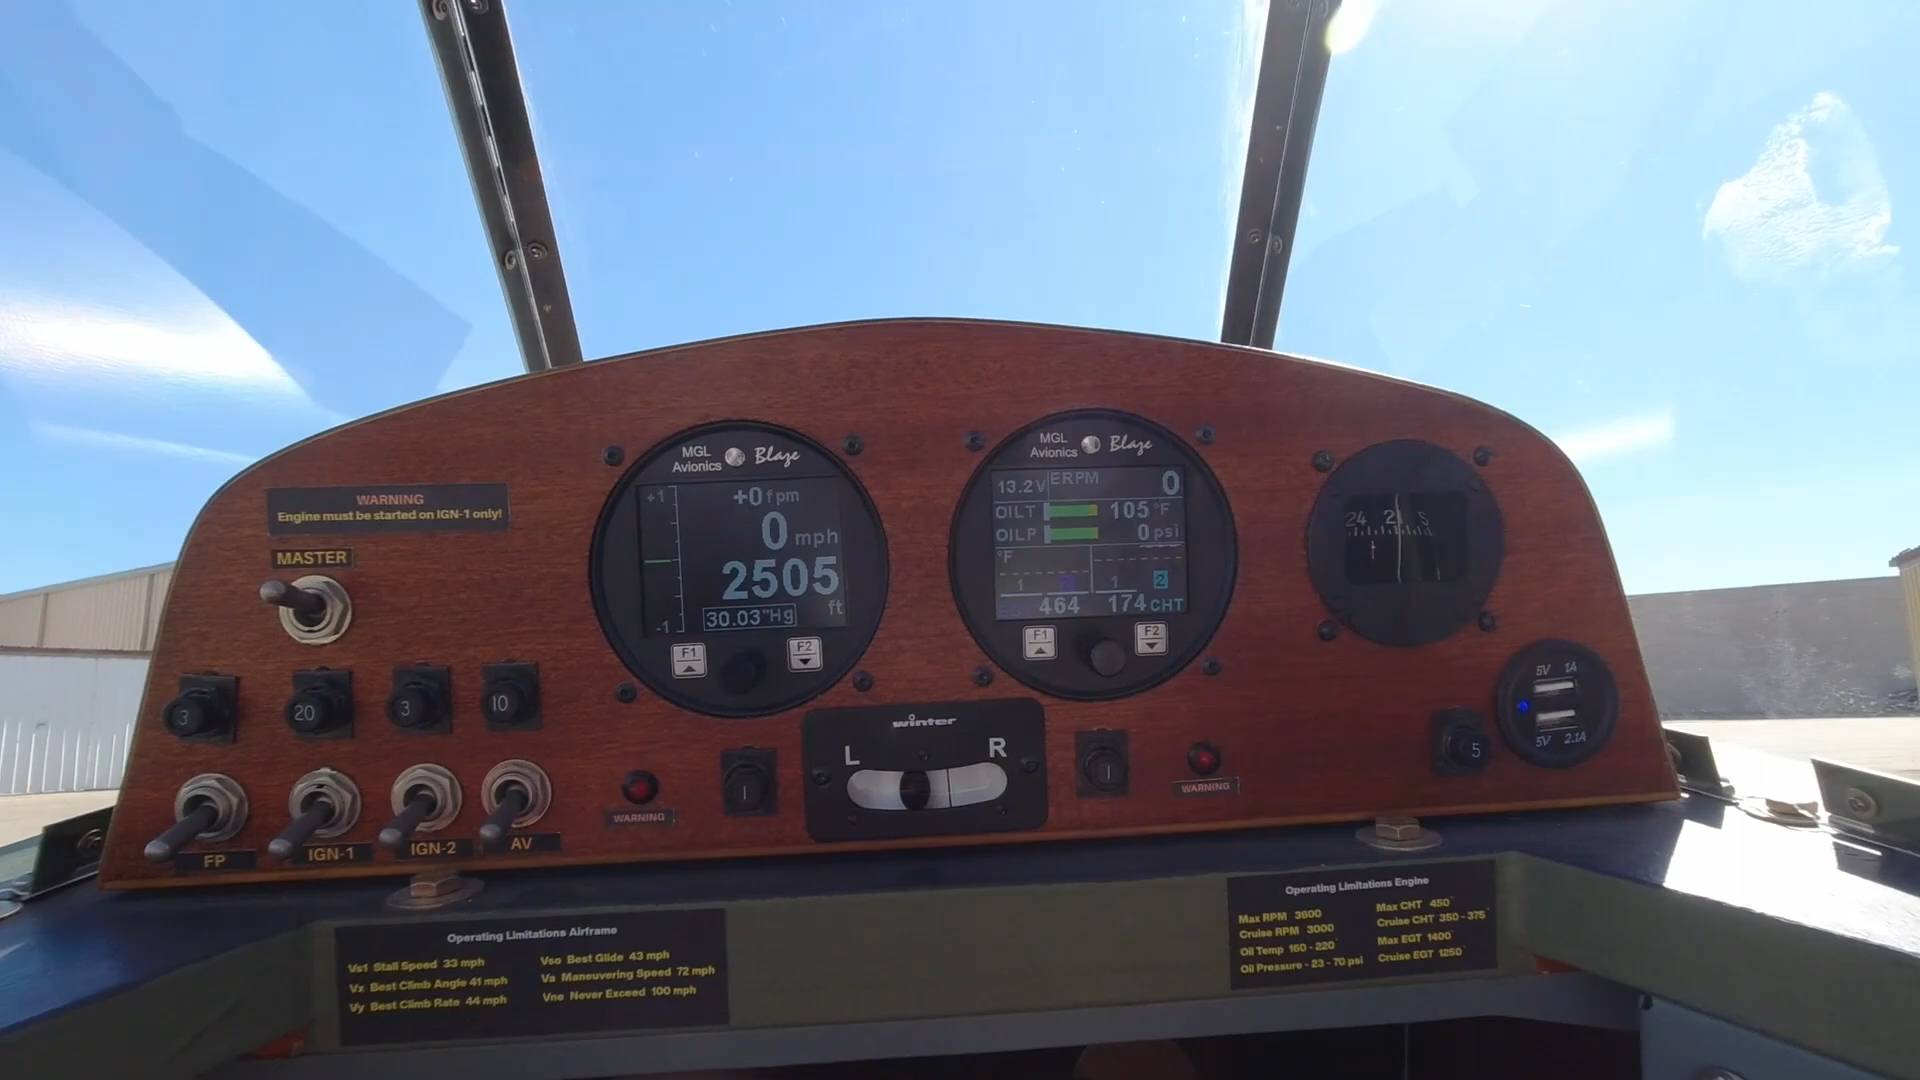 WARNING
Engine must be started on IGN-1 only!
MASTER
3
20
3
10
FP
IGN-1
IGN-2
AV
MGL
Avionics
Blaze
+1
-1
+0 fpm
0 mph
2505
ft
30.03"Hg
F1
F2
WARNING
1
winter
L
R
MGL
Avionics
Blaze
13.2V
ERPM
0
OILT
105 °F
OILP
0 psi
°F
1
1
2
464
174 CHT
F1
F2
1
WARNING
24 21 S
5V 1A
5V 2.1A
5
Operating Limitations Airframe
Vs1 Stall Speed 33 mph
Vx Best Climb Angle 41 mph
Vy Best Climb Rate 44 mph
Vso Best Glide 43 mph
Va Maneuvering Speed 72 mph
Vne Never Exceed 100 mph
Operating Limitations Engine
Max RPM 3600
Cruise RPM 3000
Oil Temp 160 - 220°
Oil Pressure - 23 - 70 psi
Max CHT 450°
Cruise CHT 350 - 375°
Max EGT 1400°
Cruise EGT 1250°